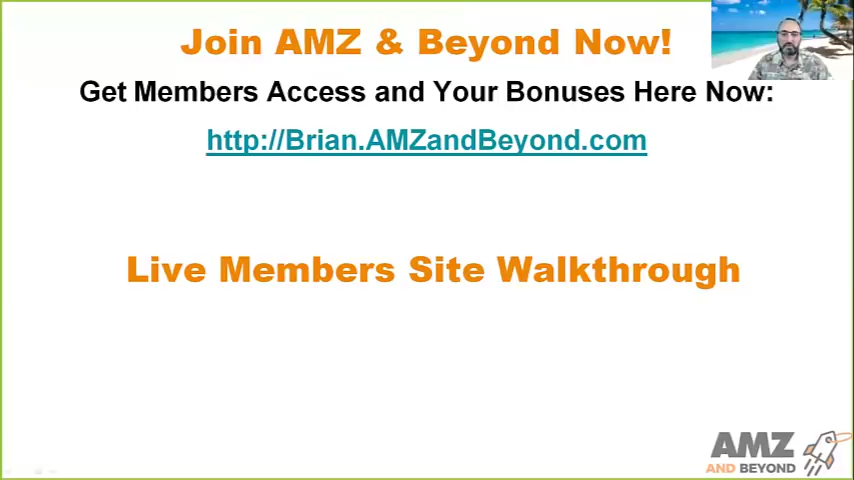 Join AMZ & Beyond Now!
Get Members Access and Your Bonuses Here Now:
http://Brian.AMZandBeyond.com
Live Members Site Walkthrough
AMZ
AND BEYOND